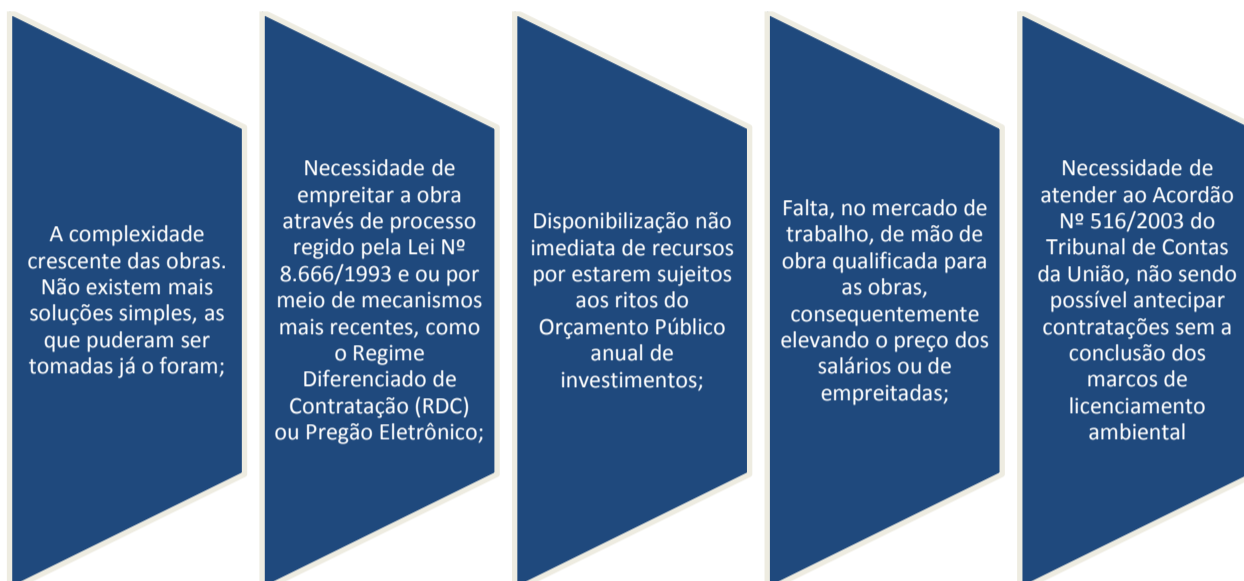 A complexidade
crescente das obras.
Não existem mais
soluções simples, as
que puderam ser
tomadas já o foram;
Necessidade de
empreitar a obra
através de processo
regido pela Lei Nº
8.666/1993 e ou por
meio de mecanismos
mais recentes, como
o Regime
Diferenciado de
Contratação (RDC)
ou Pregão Eletrônico;
Disponibilização não
imediata de recursos
por estarem sujeitos
aos ritos do
Orçamento Público
anual de
investimentos;
Falta, no mercado de
trabalho, de mão de
obra qualificada para
as obras,
consequentemente
elevando o preço dos
salários ou de
empreitadas;
Necessidade de
atender ao Acordão
Nº 516/2003 do
Tribunal de Contas
da União, não sendo
possível antecipar
contratações sem a
conclusão dos
marcos de
licenciamento
ambiental